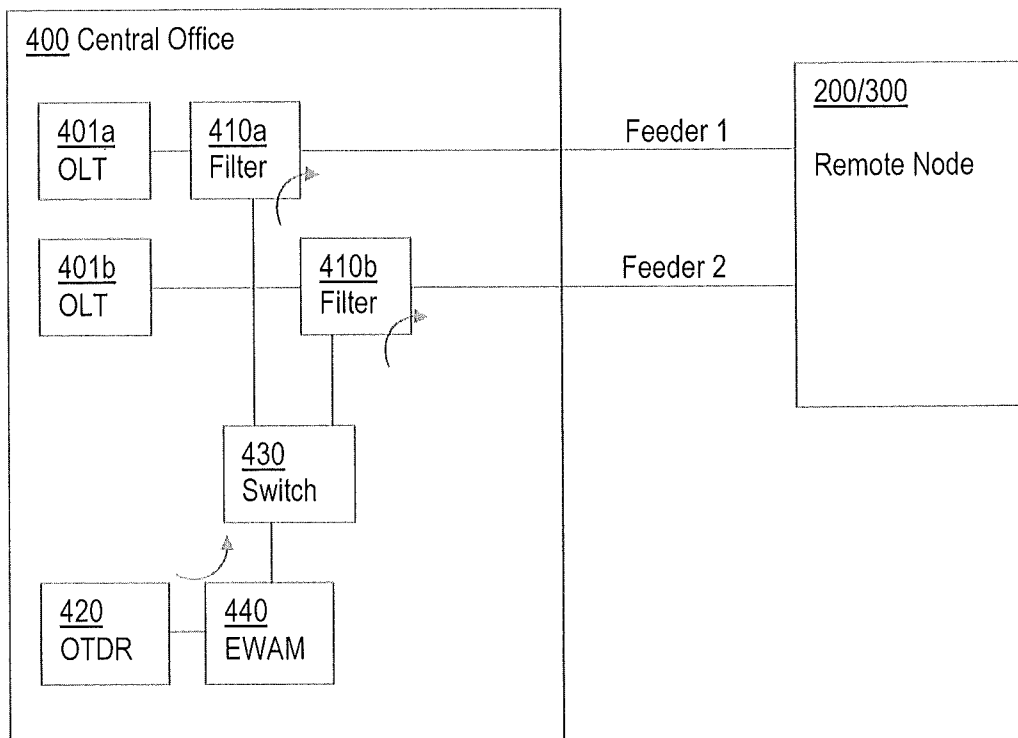 400 Central Office
401a
OLT
410a
Filter
Feeder 1
200/300
Remote Node
401b
OLT
410b
Filter
Feeder 2
430
Switch
420
OTDR
440
EWAM